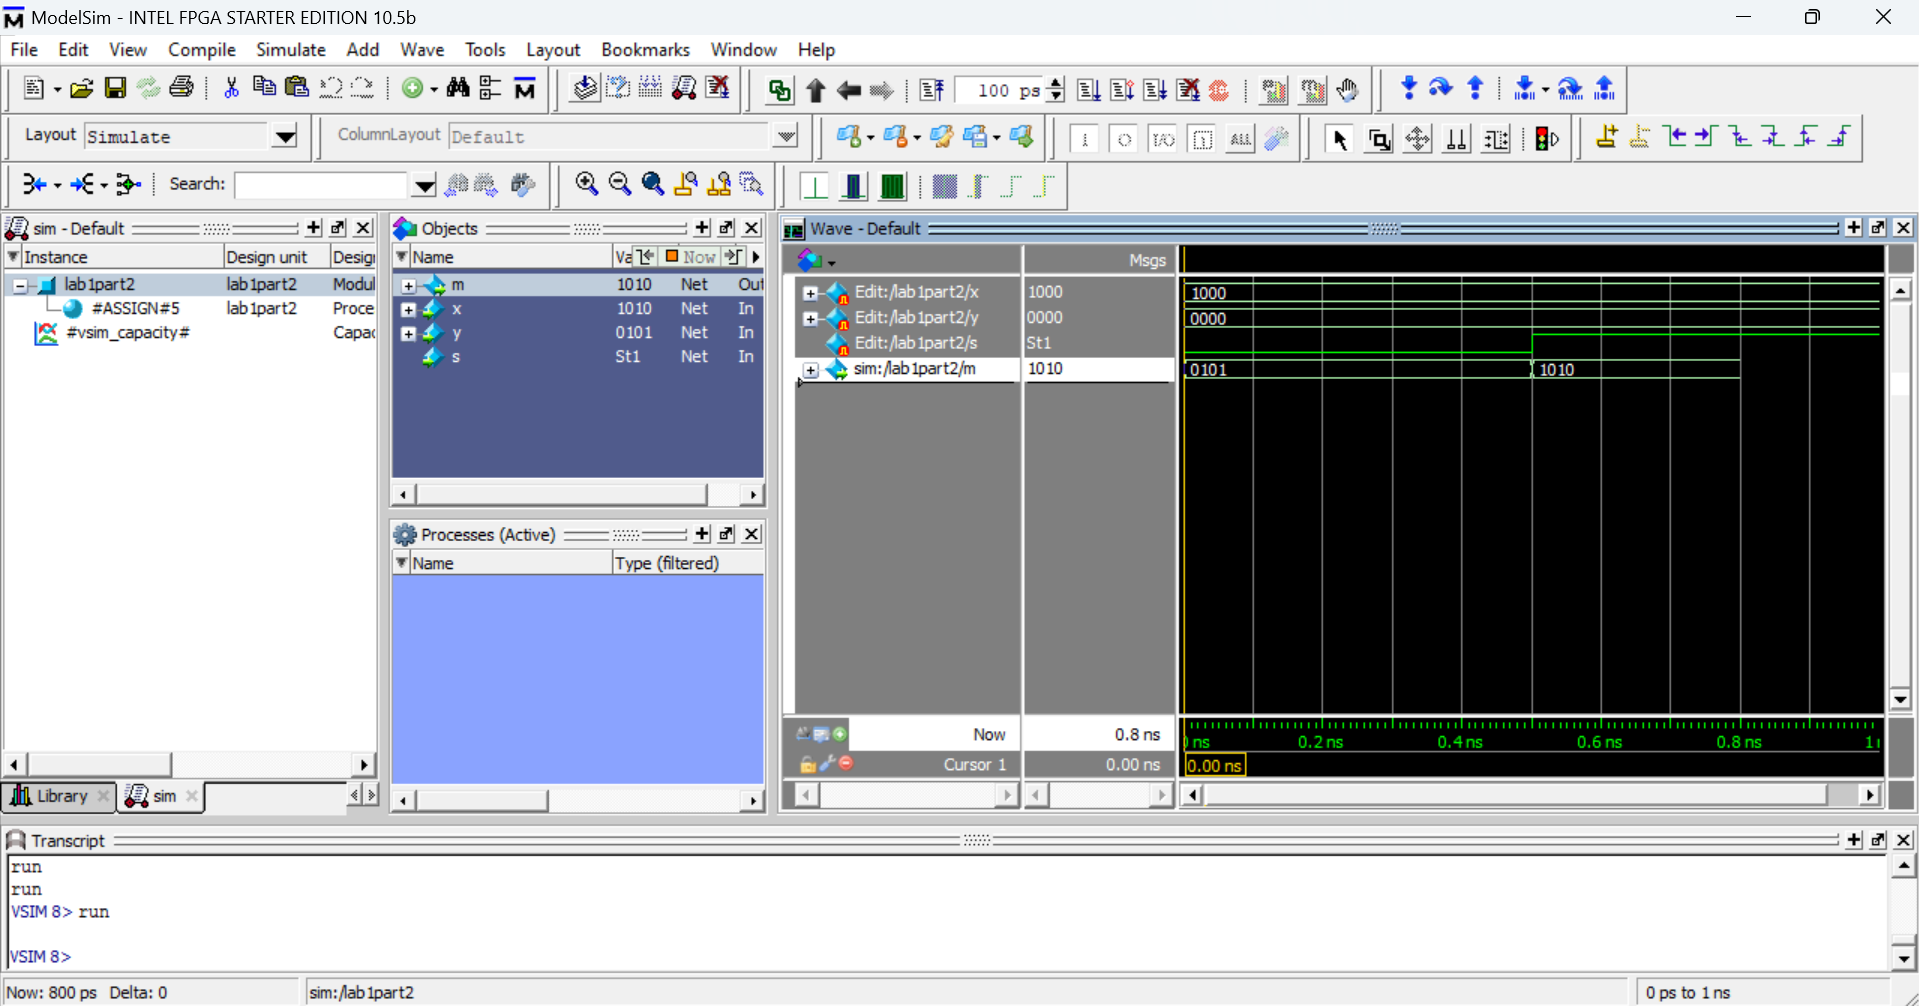 ModelSim - INTEL FPGA STARTER EDITION 10.5b
File Edit View Compile Simulate Add Wave Tools Layout Bookmarks Window Help
100 ps
Layout Simulate
ColumnLayout Default
ALL
Search:
sim - Default
Instance Design unit Desig
lab1part2 lab1part2 Modul
#ASSIGN#5 lab1part2 Proce
#vsim_capacity# Capac
Library sim
Objects
Name Va Now
m 1010 Net Out
x 1010 Net In
y 0101 Net In
s St1 Net In
Processes (Active)
Name Type (filtered)
Wave - Default
Msgs
Edit:/lab1part2/x 1000 1000
Edit:/lab1part2/y 0000 0000
Edit:/lab1part2/s St1
sim:/lab1part2/m 1010 0101 1010
Now 0.8 ns
ns 0.2 ns 0.4 ns 0.6 ns 0.8 ns 1
Cursor 1 0.00 ns 0.00 ns
Transcript
run
run
VSIM 8> run
VSIM 8>
Now: 800 ps Delta: 0 sim:/lab1part2 0 ps to 1 ns